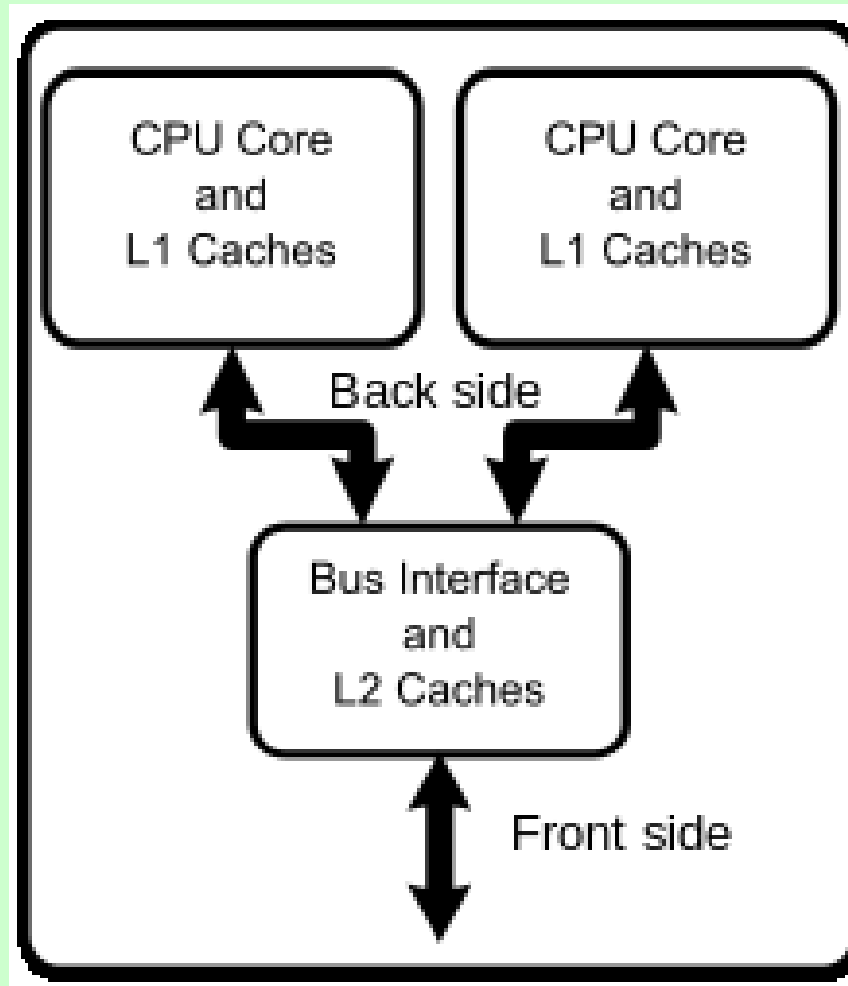 CPU Core
and
L1 Caches
CPU Core
and
L1 Caches
Back side
Bus Interface
and
L2 Caches
Front side